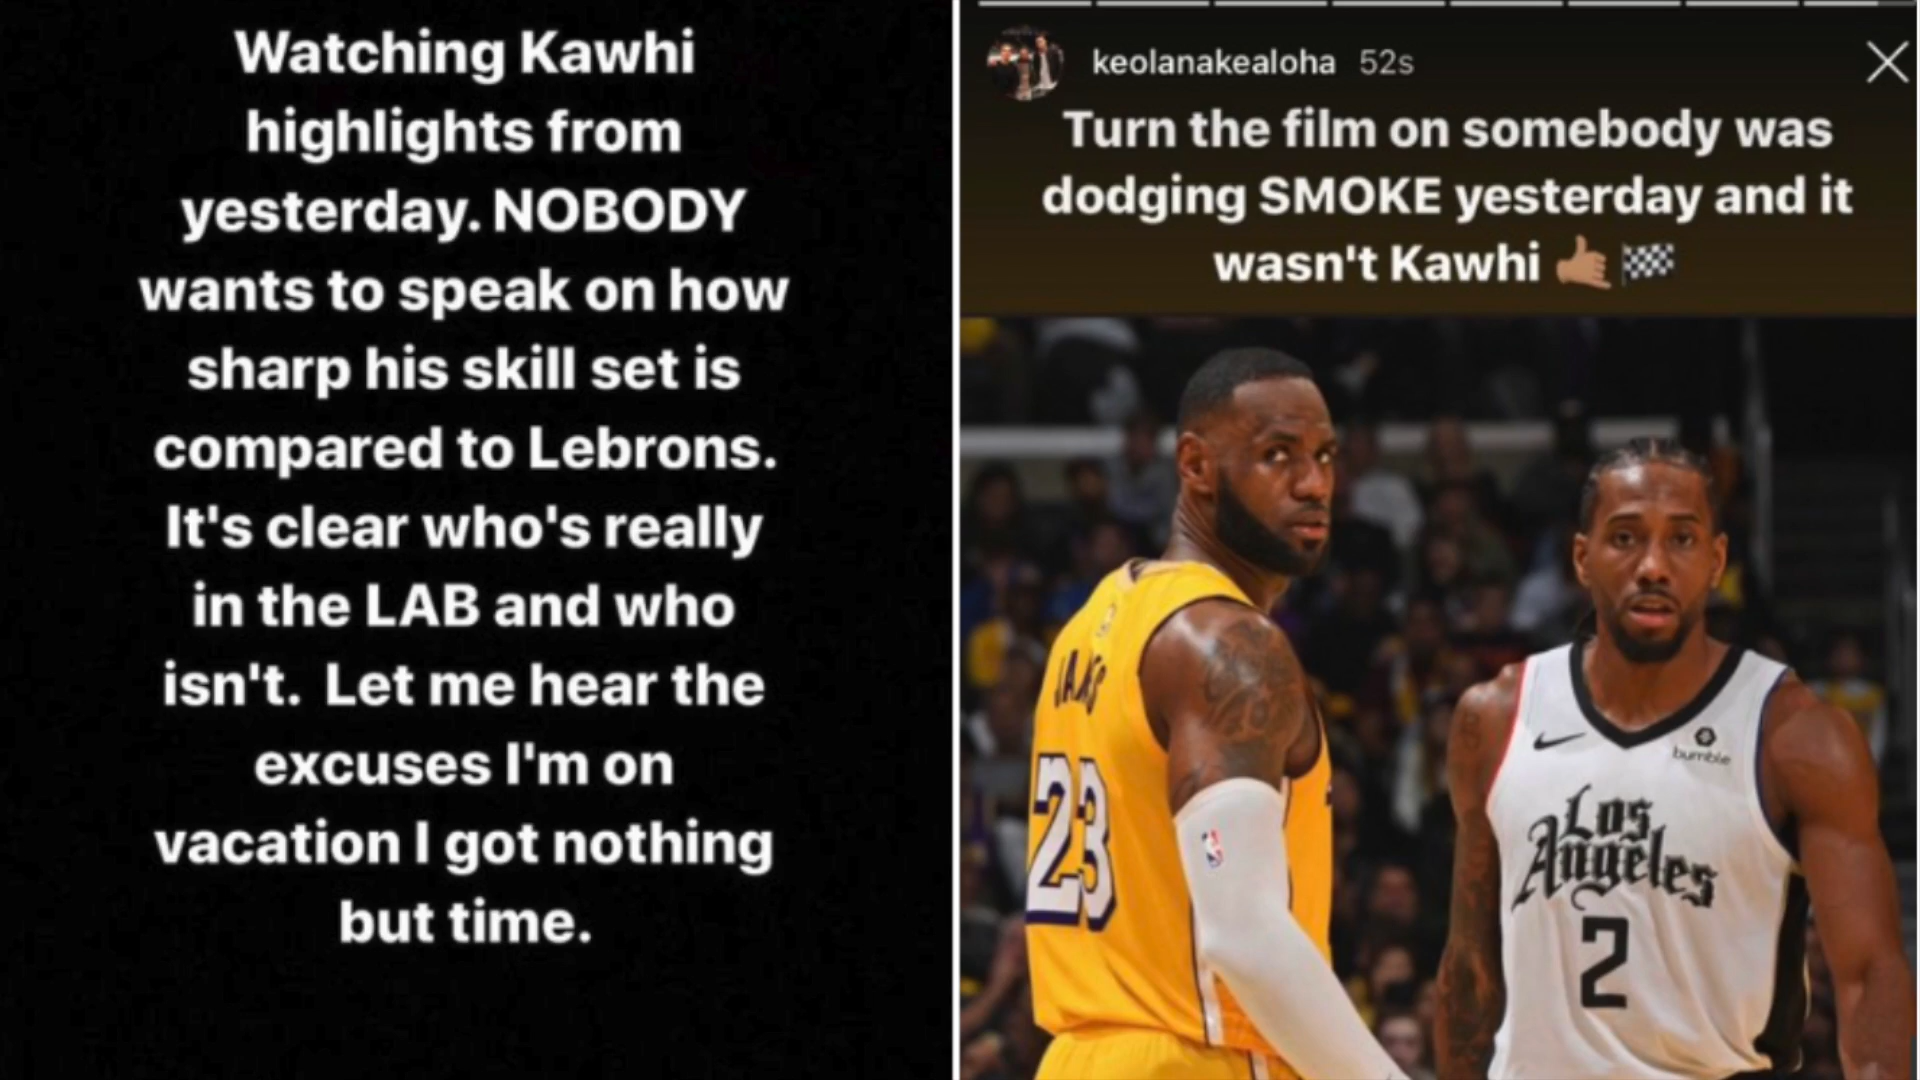 Watching Kawhi
highlights from
yesterday. NOBODY
wants to speak on how
sharp his skill set is
compared to Lebrons.
It's clear who's really
in the LAB and who
isn't. Let me hear the
excuses I'm on
vacation I got nothing
but time.
keolanakealoha 52s
Turn the film on somebody was
dodging SMOKE yesterday and it
wasn't Kawhi 🤙🏽🏁
JAMES
23
bumble
Los
Angeles
2